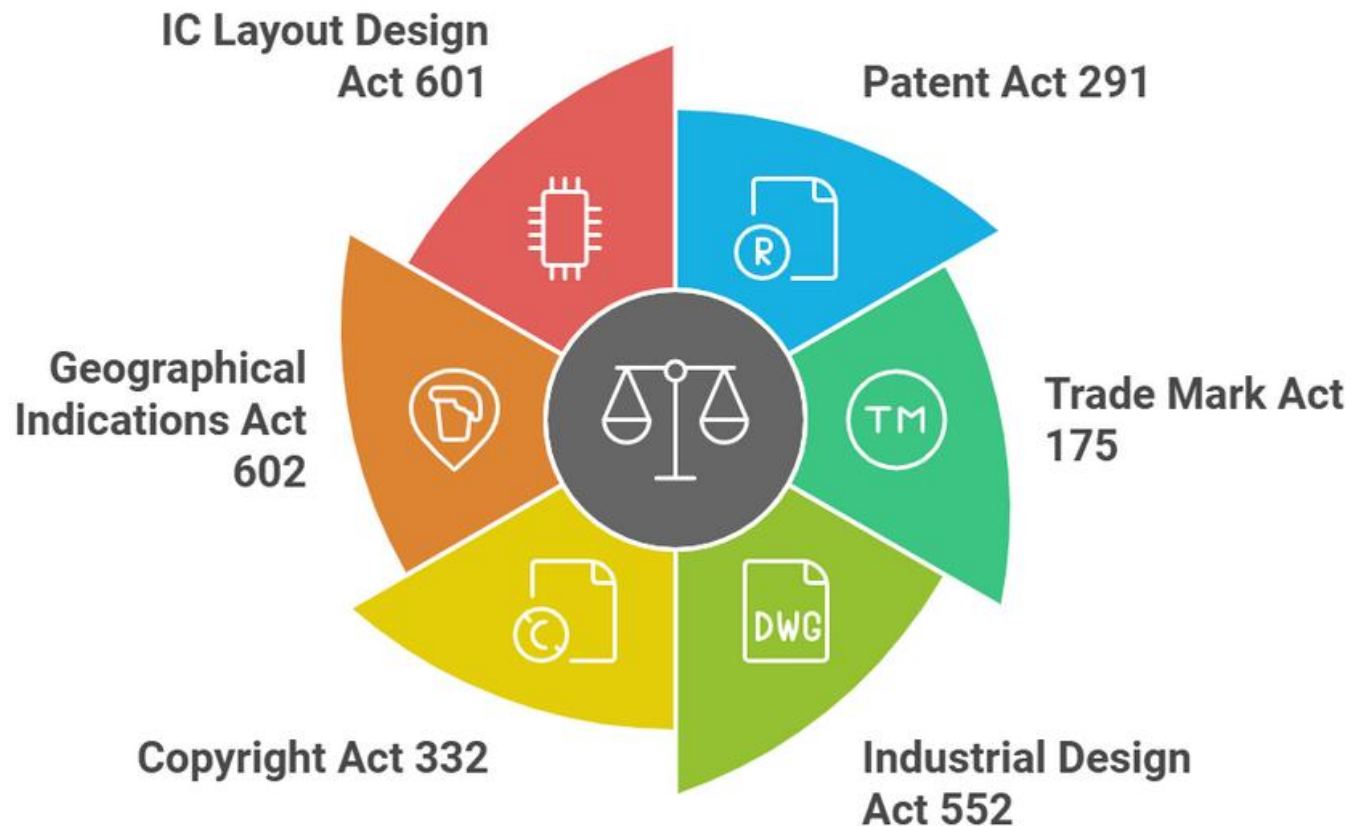 IC Layout Design
Act 601
Patent Act 291
R
Geographical
Indications Act
602
TM
Trade Mark Act
175
C
DWG
Copyright Act 332
Industrial Design
Act 552